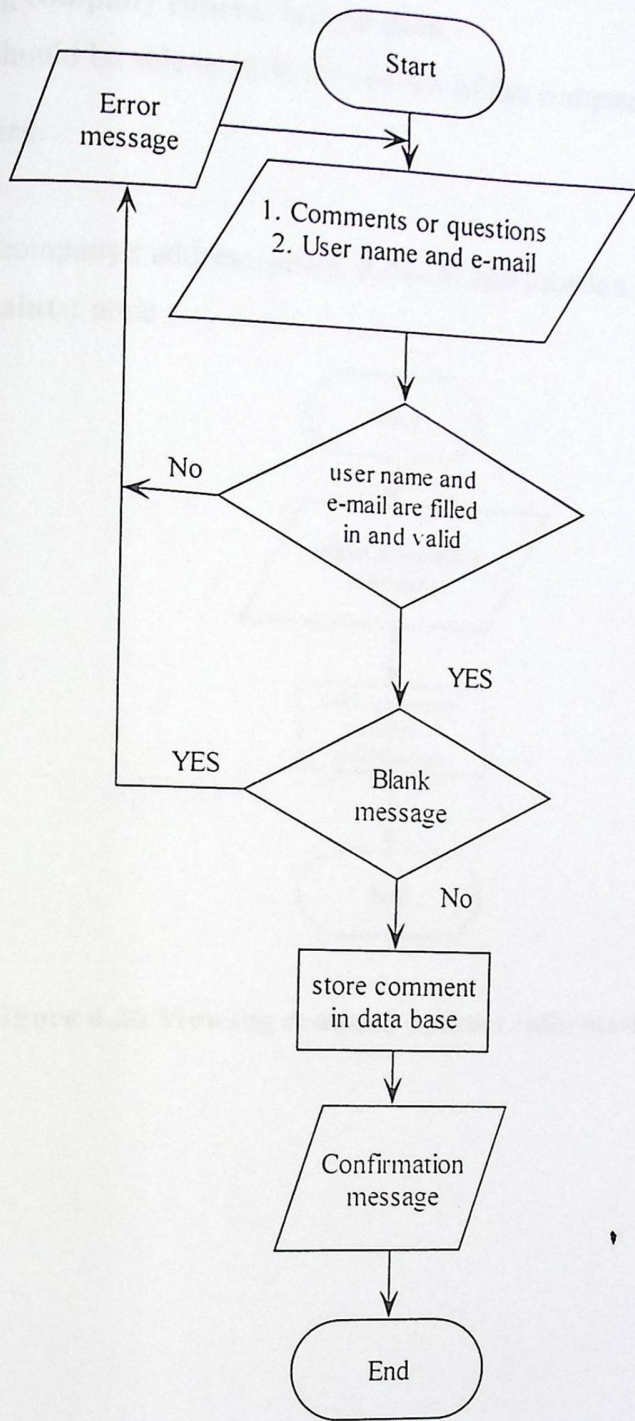 Start
Error
message
1. Comments or questions
2. User name and e-mail
No
user name and
e-mail are filled
in and valid
YES
YES
Blank
message
No
store comment
in data base
Confirmation
message
End